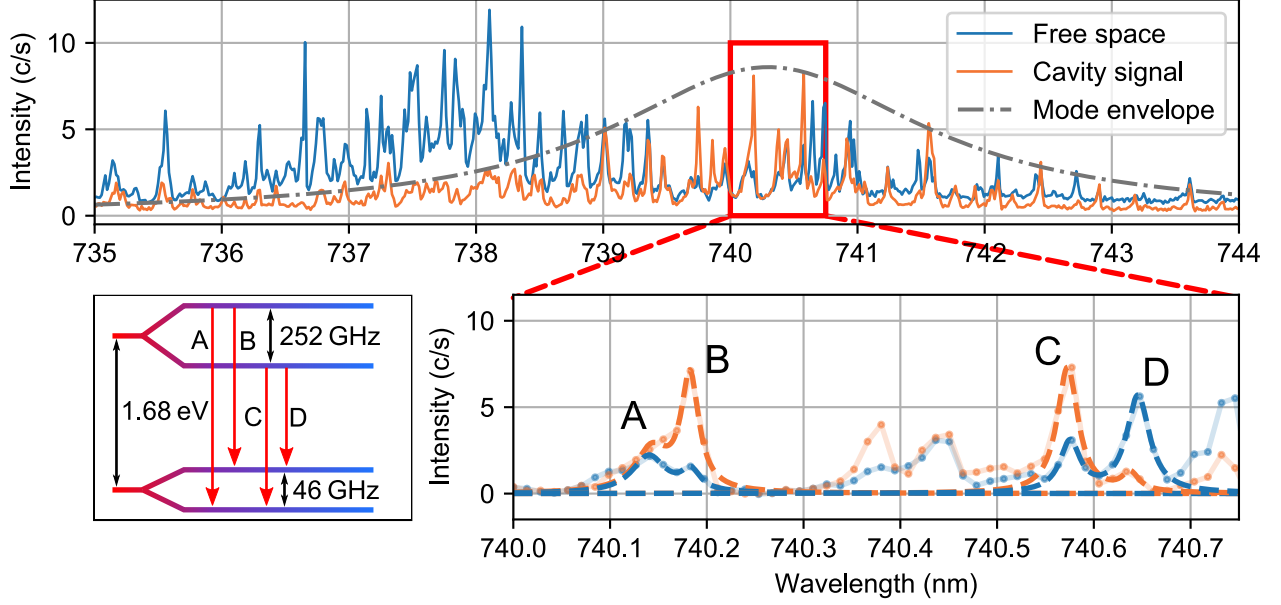 Intensity (c/s)
10
5
0
Free space
Cavity signal
Mode envelope
735 736 737 738 739 740 741 742 743 744
A B 252 GHz
1.68 eV
C D
46 GHz
Intensity (c/s)
10
5
0
A B C D
740.0 740.1 740.2 740.3 740.4 740.5 740.6 740.7
Wavelength (nm)